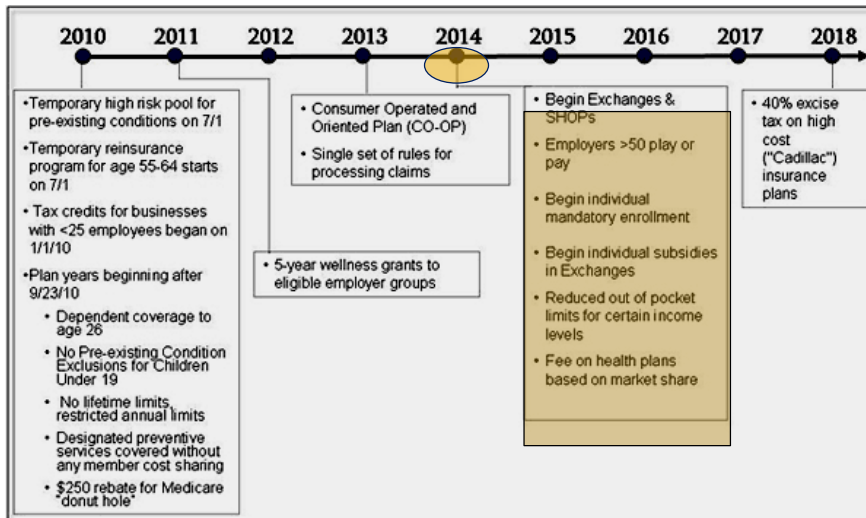 2010 2011 2012 2013 2014 2015 2016 2017 2018
•Temporary high risk pool for
pre-existing conditions on 7/1
•Temporary reinsurance
program for age 55-64 starts
on 7/1
• Tax credits for businesses
with <25 employees began on
1/1/10
•Plan years beginning after
9/23/10
• Dependent coverage to
age 26
• No Pre-existing Condition
Exclusions for Children
Under 19
• No lifetime limits,
restricted annual limits
• Designated preventive
services covered without
any member cost sharing
• $250 rebate for Medicare
"donut hole"
• 5-year wellness grants to
eligible employer groups
• Consumer Operated and
Oriented Plan (CO-OP)
• Single set of rules for
processing claims
• Begin Exchanges &
SHOPs
• Employers >50 play or
pay
• Begin individual
mandatory enrollment
• Begin individual subsidies
in Exchanges
• Reduced out of pocket
limits for certain income
levels
• Fee on health plans
based on market share
• 40% excise
tax on high
cost
("Cadillac")
insurance
plans